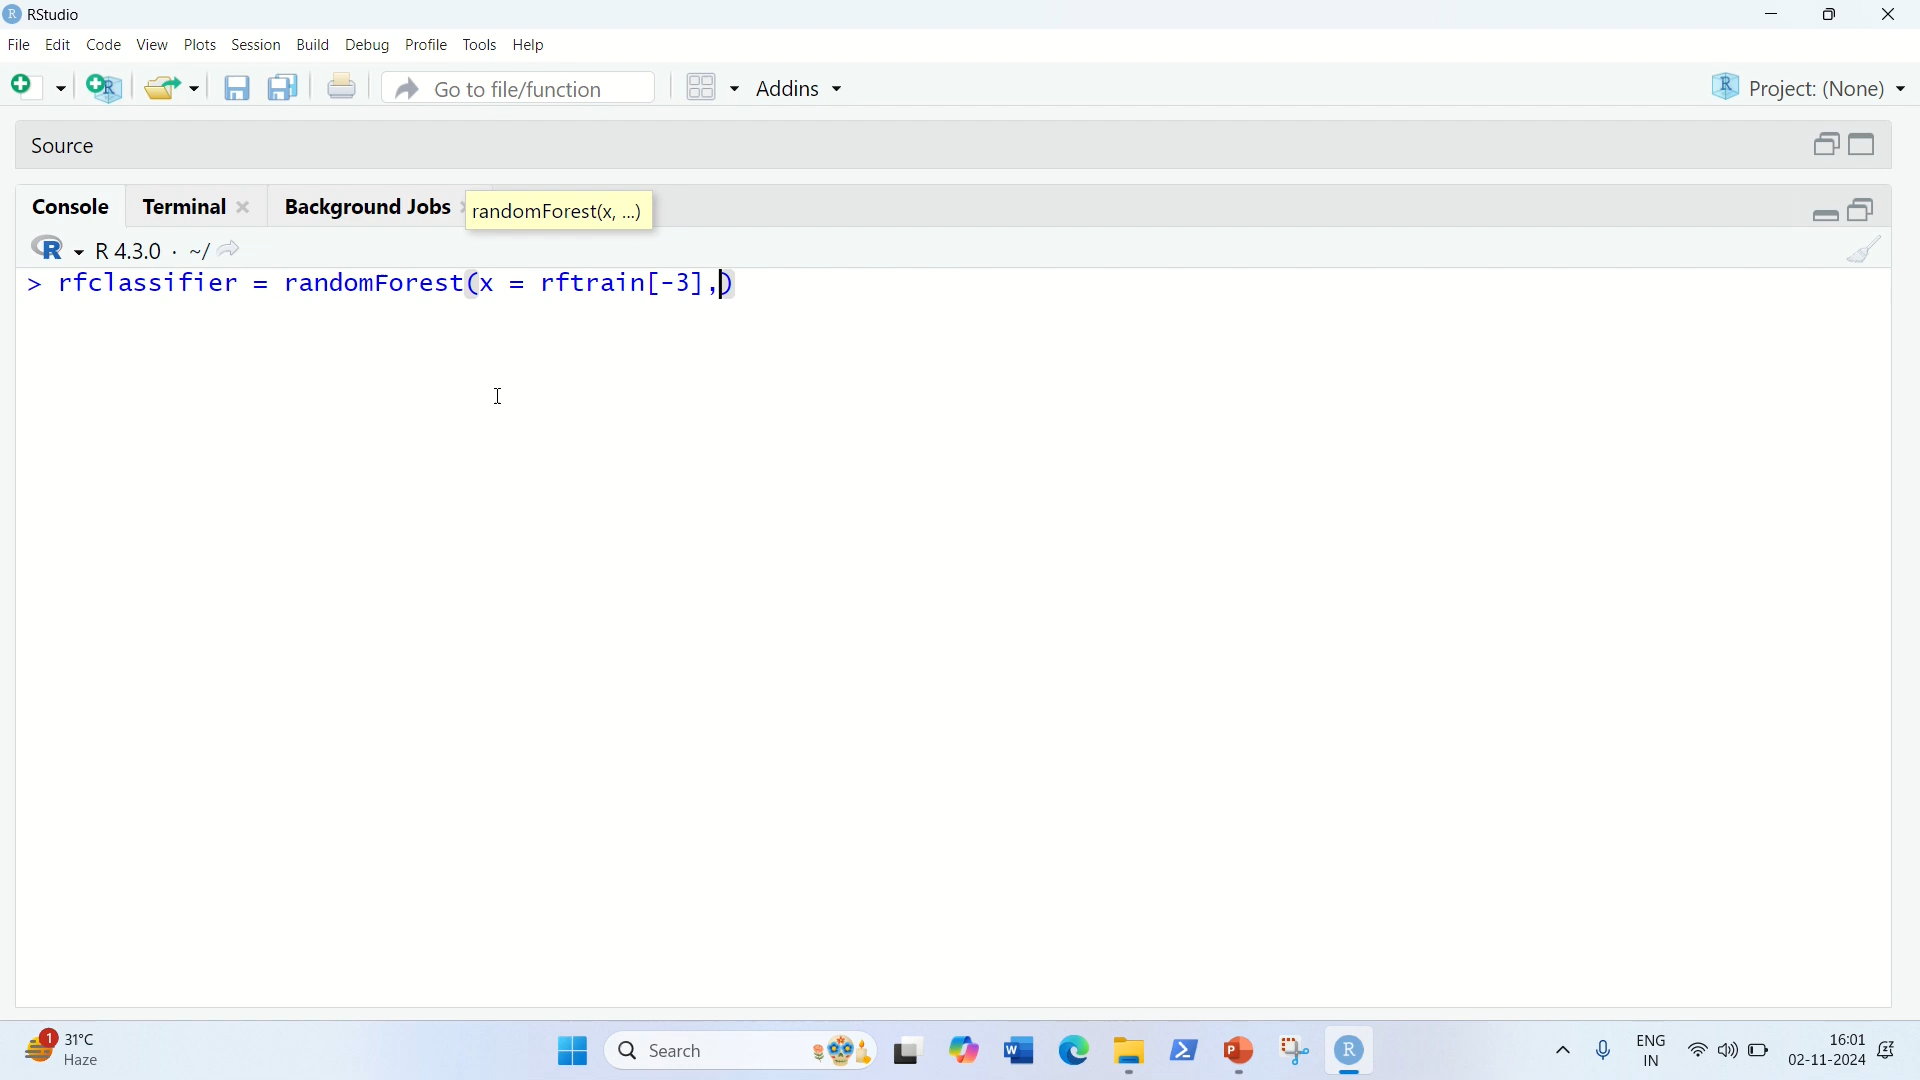 RStudio
File Edit Code View Plots Session Build Debug Profile Tools Help
Go to file/function Addins Project: (None)
Source
Console Terminal Background Jobs
randomForest(x, ...)
R 4.3.0 · ~/
> rfclassifier = randomForest(x = rftrain[-3],)
1 31°C Search ENG 16:01
Haze IN 02-11-2024